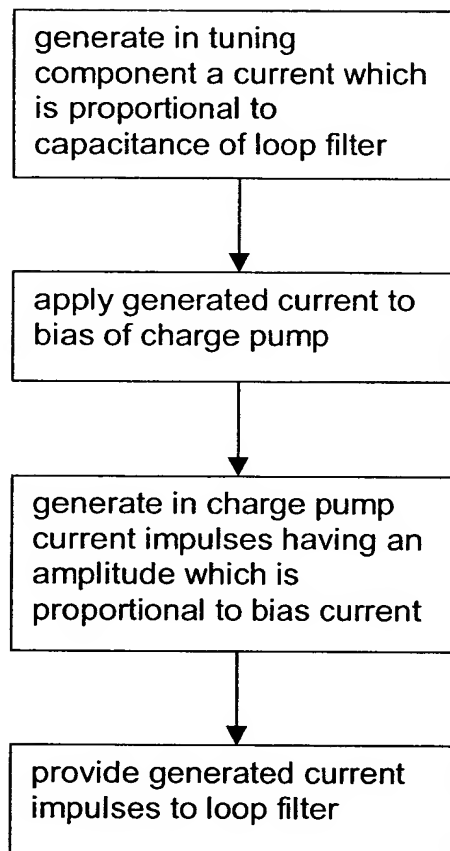 generate in tuning
component a current which
is proportional to
capacitance of loop filter
apply generated current to
bias of charge pump
generate in charge pump
current impulses having an
amplitude which is
proportional to bias current
provide generated current
impulses to loop filter